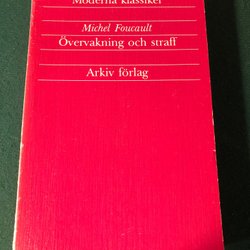 Moderna klassiker
Michel Foucault
Övervakning och straff
Arkiv förlag